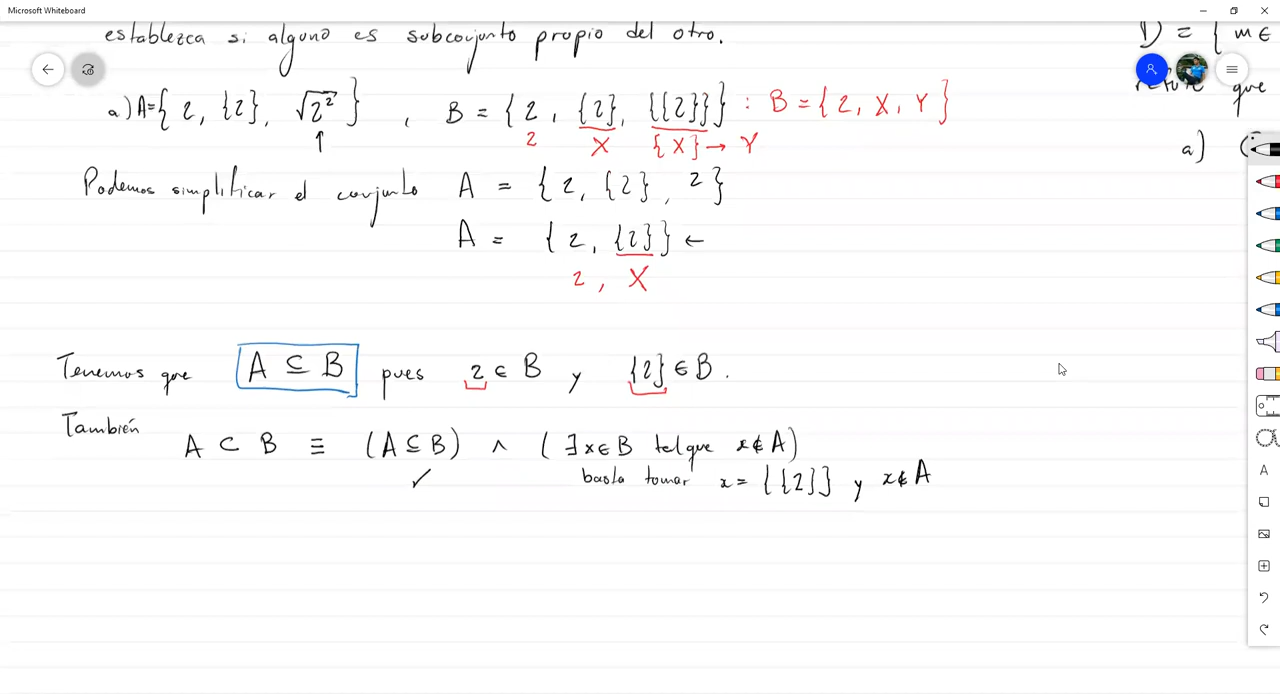 Microsoft Whiteboard
establezca si alguno es subconjunto propio del otro.
D = { m ∈
que
a) A={ 2, {2}, √2² } , B = { 2, {2}, {{2}} } : B = { 2, X, Y }
2 X {X} → Y
a)
↑
Podemos simplificar el conjunto A = { 2, {2}, 2 }
A = { 2, {2} } ←
2, X
Tenemos que A ⊆ B pues 2 ∈ B y {2} ∈ B.
También
A ⊂ B ≡ (A ⊆ B) ∧ ( ∃ x ∈ B tal que x ∉ A)
✓ basta tomar x = {{2}} y x ∉ A
A